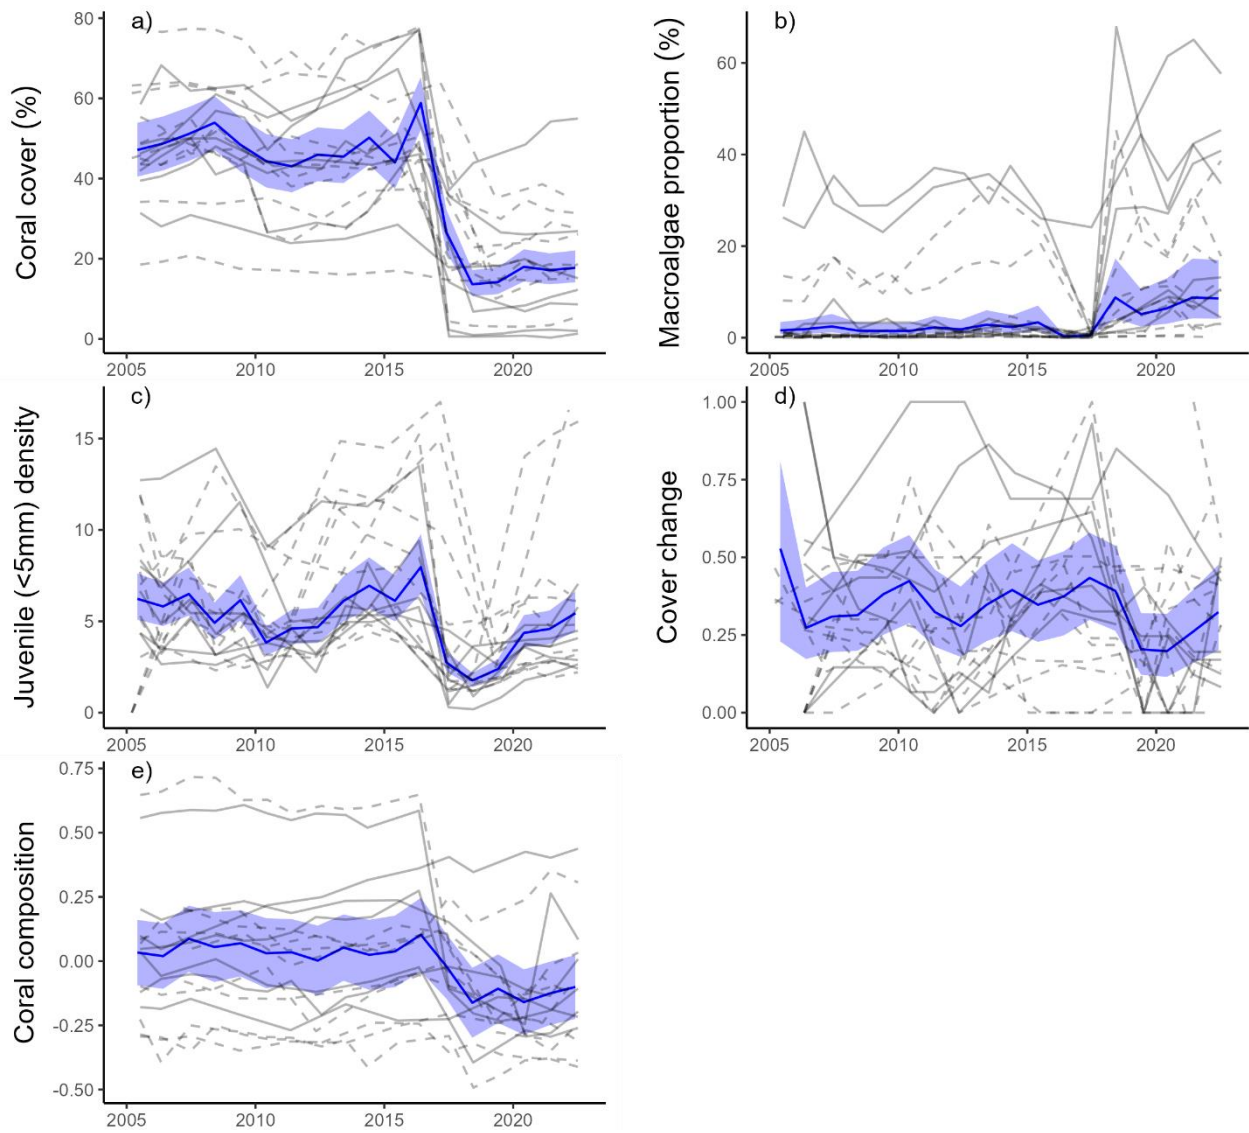 a)
Coral cover (%)
80
60
40
20
0
2005 2010 2015 2020
b)
Macroalgae proportion (%)
60
40
20
0
2005 2010 2015 2020
c)
Juvenile (<5mm) density
15
10
5
0
2005 2010 2015 2020
d)
Cover change
1.00
0.75
0.50
0.25
0.00
2005 2010 2015 2020
e)
Coral composition
0.75
0.50
0.25
0.00
-0.25
-0.50
2005 2010 2015 2020